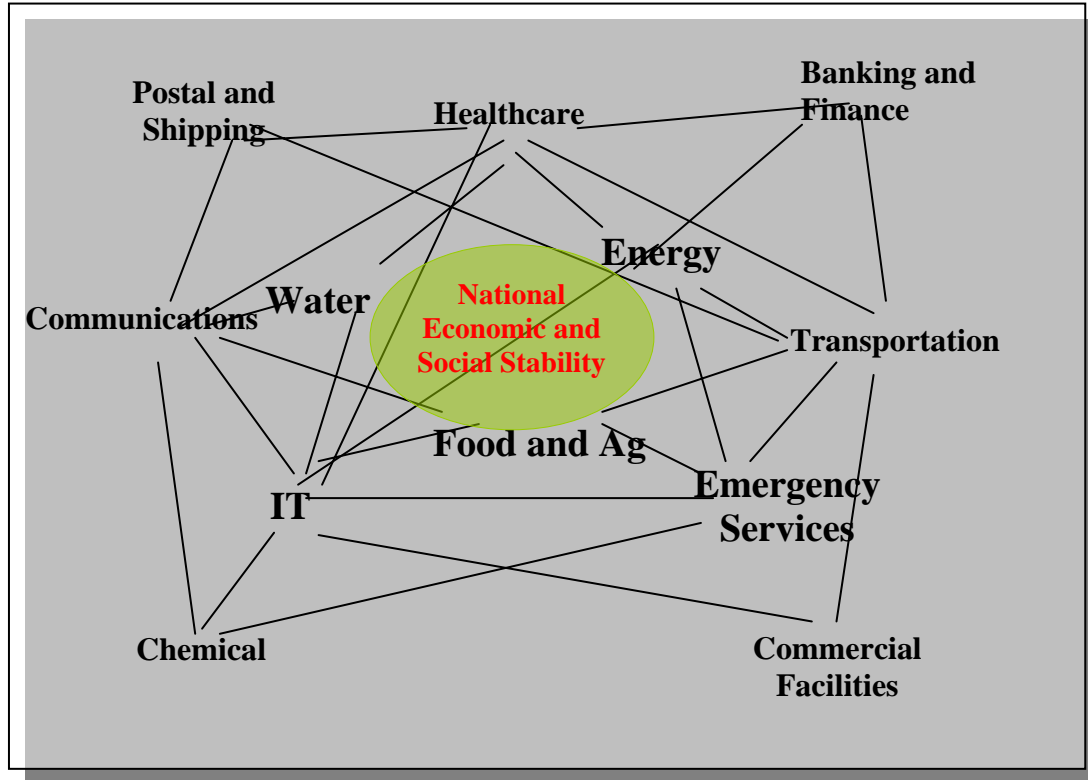 Postal and
Shipping
Healthcare
Banking and
Finance
Energy
Water
National
Economic and
Social Stability
Communications
Transportation
Food and Ag
IT
Emergency
Services
Chemical
Commercial
Facilities